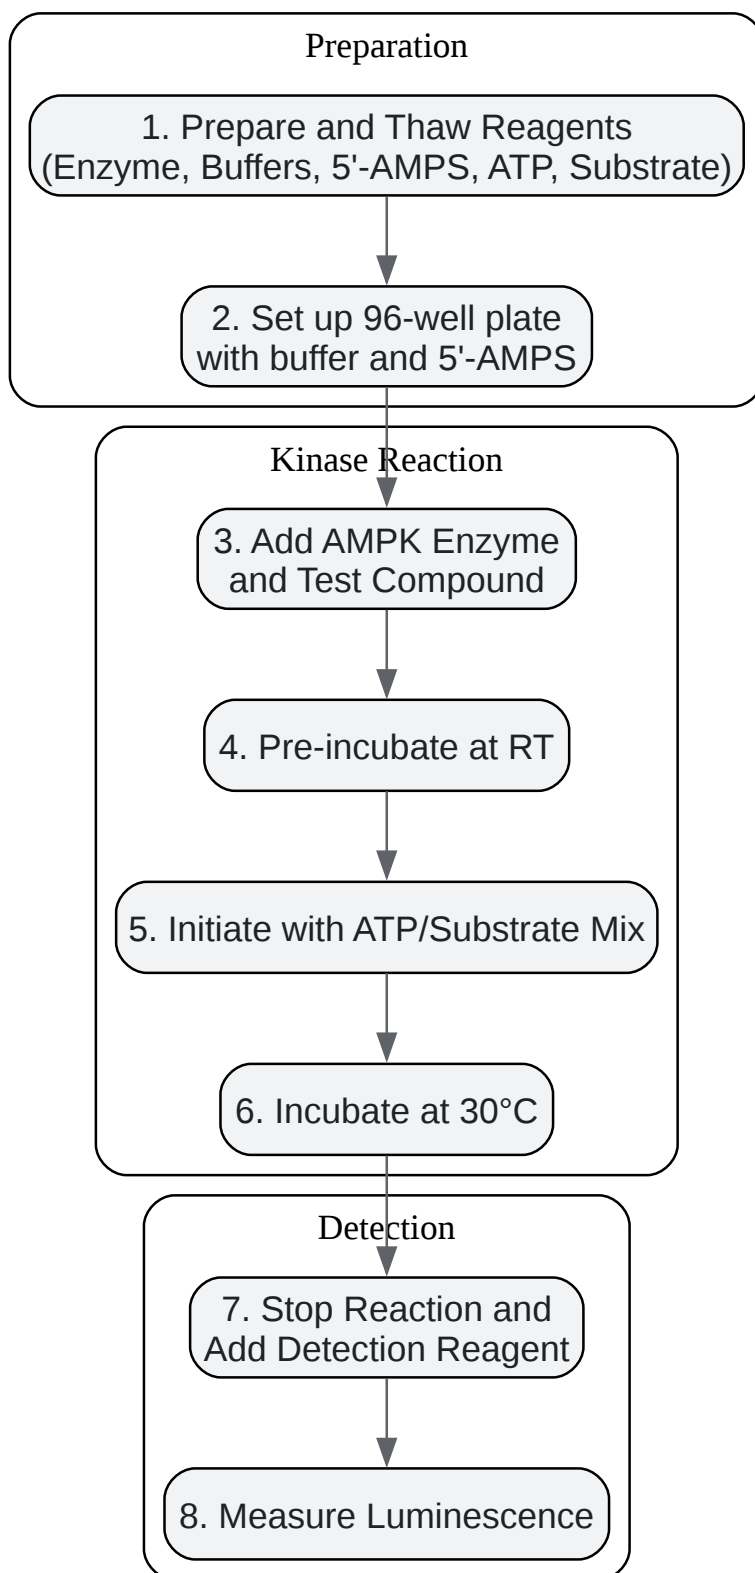 Preparation
1. Prepare and Thaw Reagents
(Enzyme, Buffers, 5'-AMPS, ATP, Substrate)
2. Set up 96-well plate
with buffer and 5'-AMPS
Kinase Reaction
3. Add AMPK Enzyme
and Test Compound
4. Pre-incubate at RT
5. Initiate with ATP/Substrate Mix
6. Incubate at 30°C
Detection
7. Stop Reaction and
Add Detection Reagent
8. Measure Luminescence